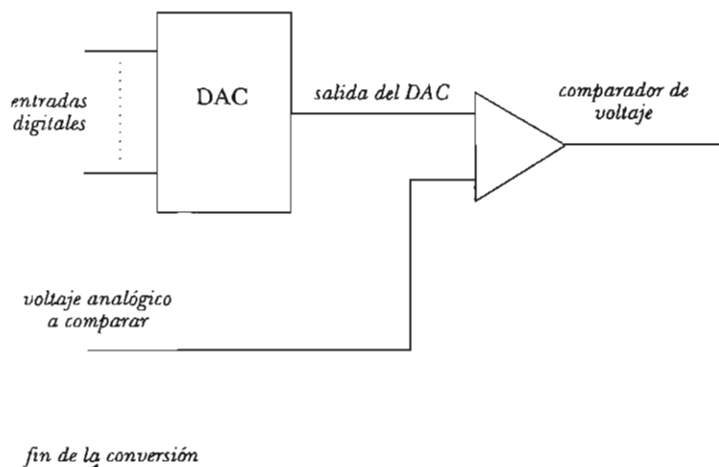 entradas
digitales
DAC
salida del DAC
comparador de
voltaje
voltaje analógico
a comparar
fin de la conversión